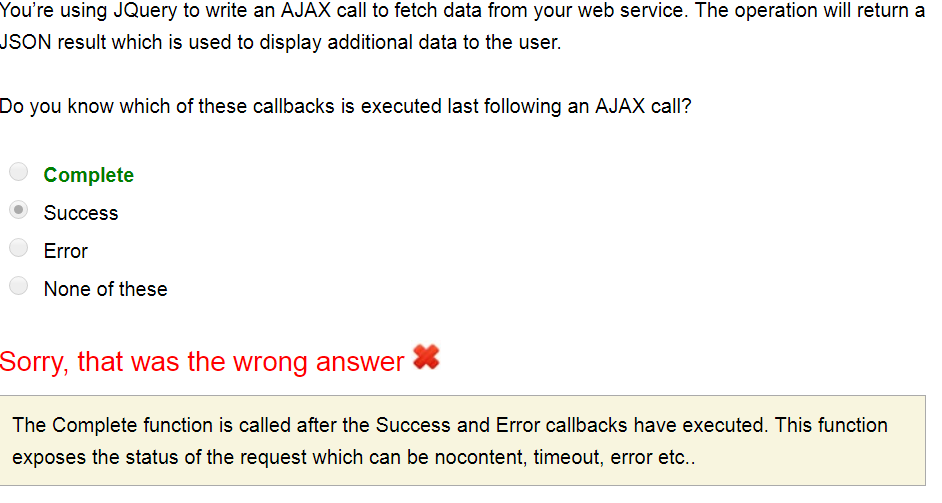 You're using JQuery to write an AJAX call to fetch data from your web service. The operation will return a
JSON result which is used to display additional data to the user.
Do you know which of these callbacks is executed last following an AJAX call?
Complete
Success
Error
None of these
Sorry, that was the wrong answer
The Complete function is called after the Success and Error callbacks have executed. This function
exposes the status of the request which can be nocontent, timeout, error etc..